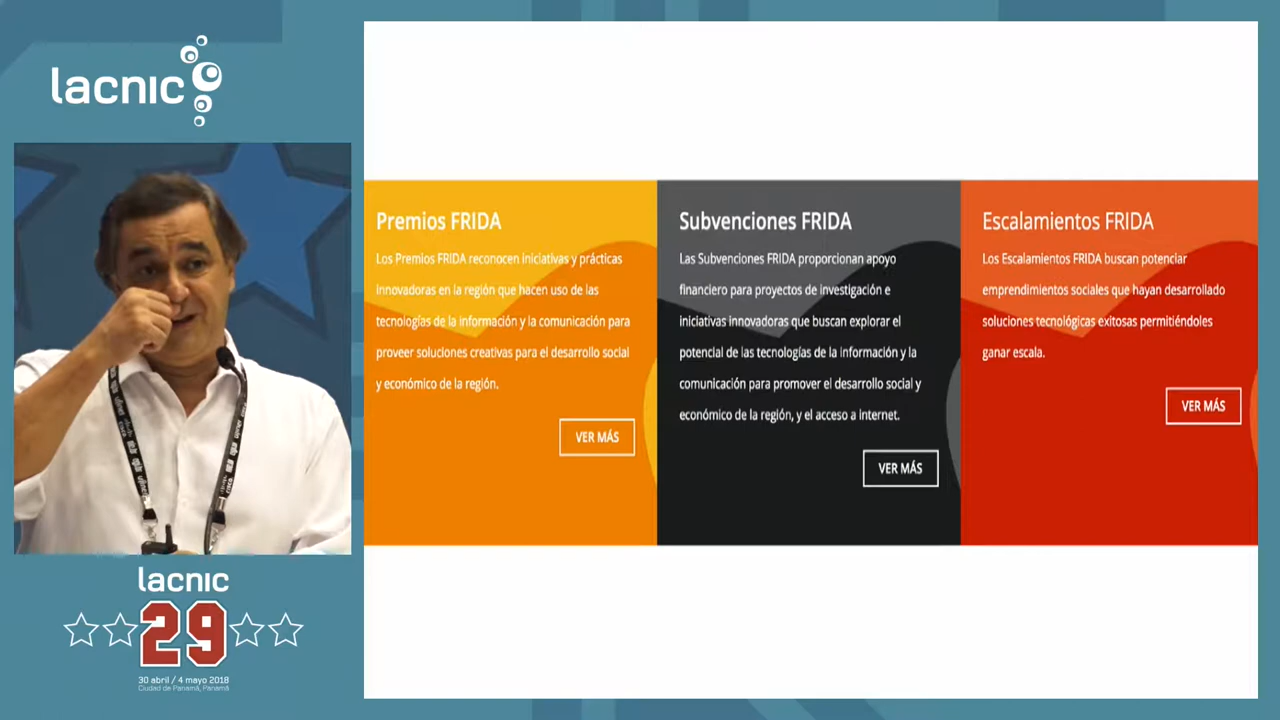 lacnic
Premios FRIDA
Los Premios FRIDA reconocen iniciativas y prácticas
innovadoras en la región que hacen uso de las
tecnologías de la información y la comunicación para
proveer soluciones creativas para el desarrollo social
y económico de la región.
VER MÁS
Subvenciones FRIDA
Las Subvenciones FRIDA proporcionan apoyo
financiero para proyectos de investigación e
iniciativas innovadoras que buscan explorar el
potencial de las tecnologías de la información y la
comunicación para promover el desarrollo social y
económico de la región, y el acceso a internet.
VER MÁS
Escalamientos FRIDA
Los Escalamientos FRIDA buscan potenciar
emprendimientos sociales que hayan desarrollado
soluciones tecnológicas exitosas permitiéndoles
ganar escala.
VER MÁS
lacnic
29
30 abril / 4 mayo 2018
Ciudad de Panamá, Panamá